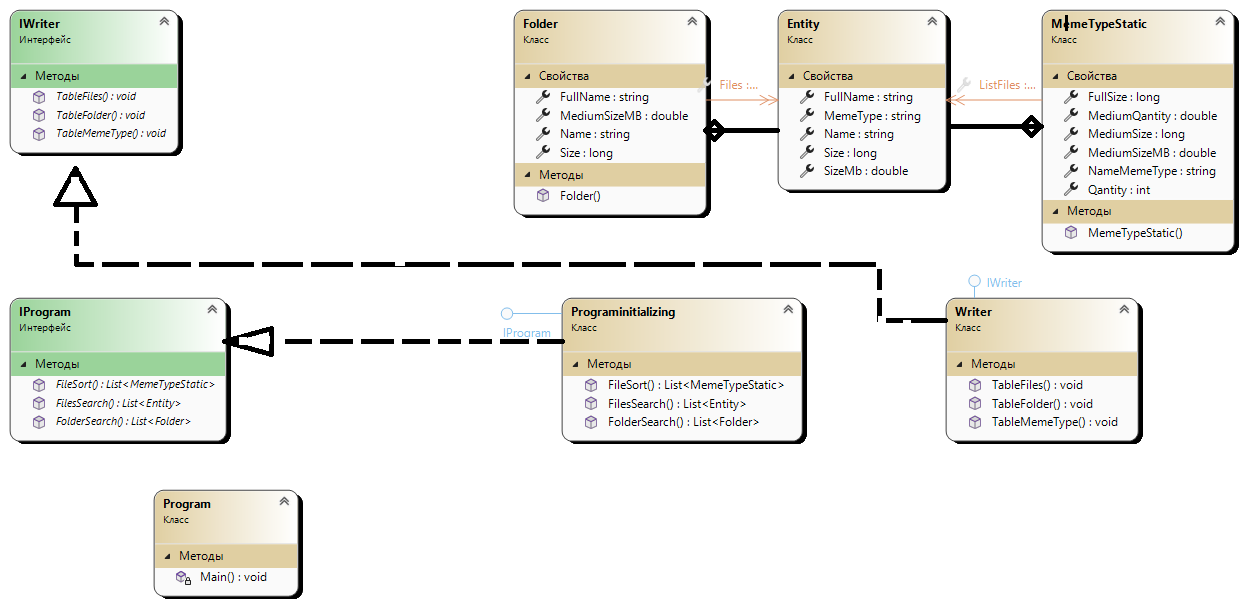 IWriter
Интерфейс
Методы
TableFiles() : void
TableFolder() : void
TableMemeType() : void
Folder
Класс
Свойства
FullName : string
MediumSizeMB : double
Name : string
Size : long
Методы
Folder()
Files :...
Entity
Класс
Свойства
FullName : string
MemeType : string
Name : string
Size : long
SizeMb : double
ListFiles :...
MemeTypeStatic
Класс
Свойства
FullSize : long
MediumQantity : double
MediumSize : long
MediumSizeMB : double
NameMemeType : string
Qantity : int
Методы
MemeTypeStatic()
IProgram
Интерфейс
Методы
FileSort() : List<MemeTypeStatic>
FilesSearch() : List<Entity>
FolderSearch() : List<Folder>
IProgram
Programinitializing
Класс
Методы
FileSort() : List<MemeTypeStatic>
FilesSearch() : List<Entity>
FolderSearch() : List<Folder>
IWriter
Writer
Класс
Методы
TableFiles() : void
TableFolder() : void
TableMemeType() : void
Program
Класс
Методы
Main() : void